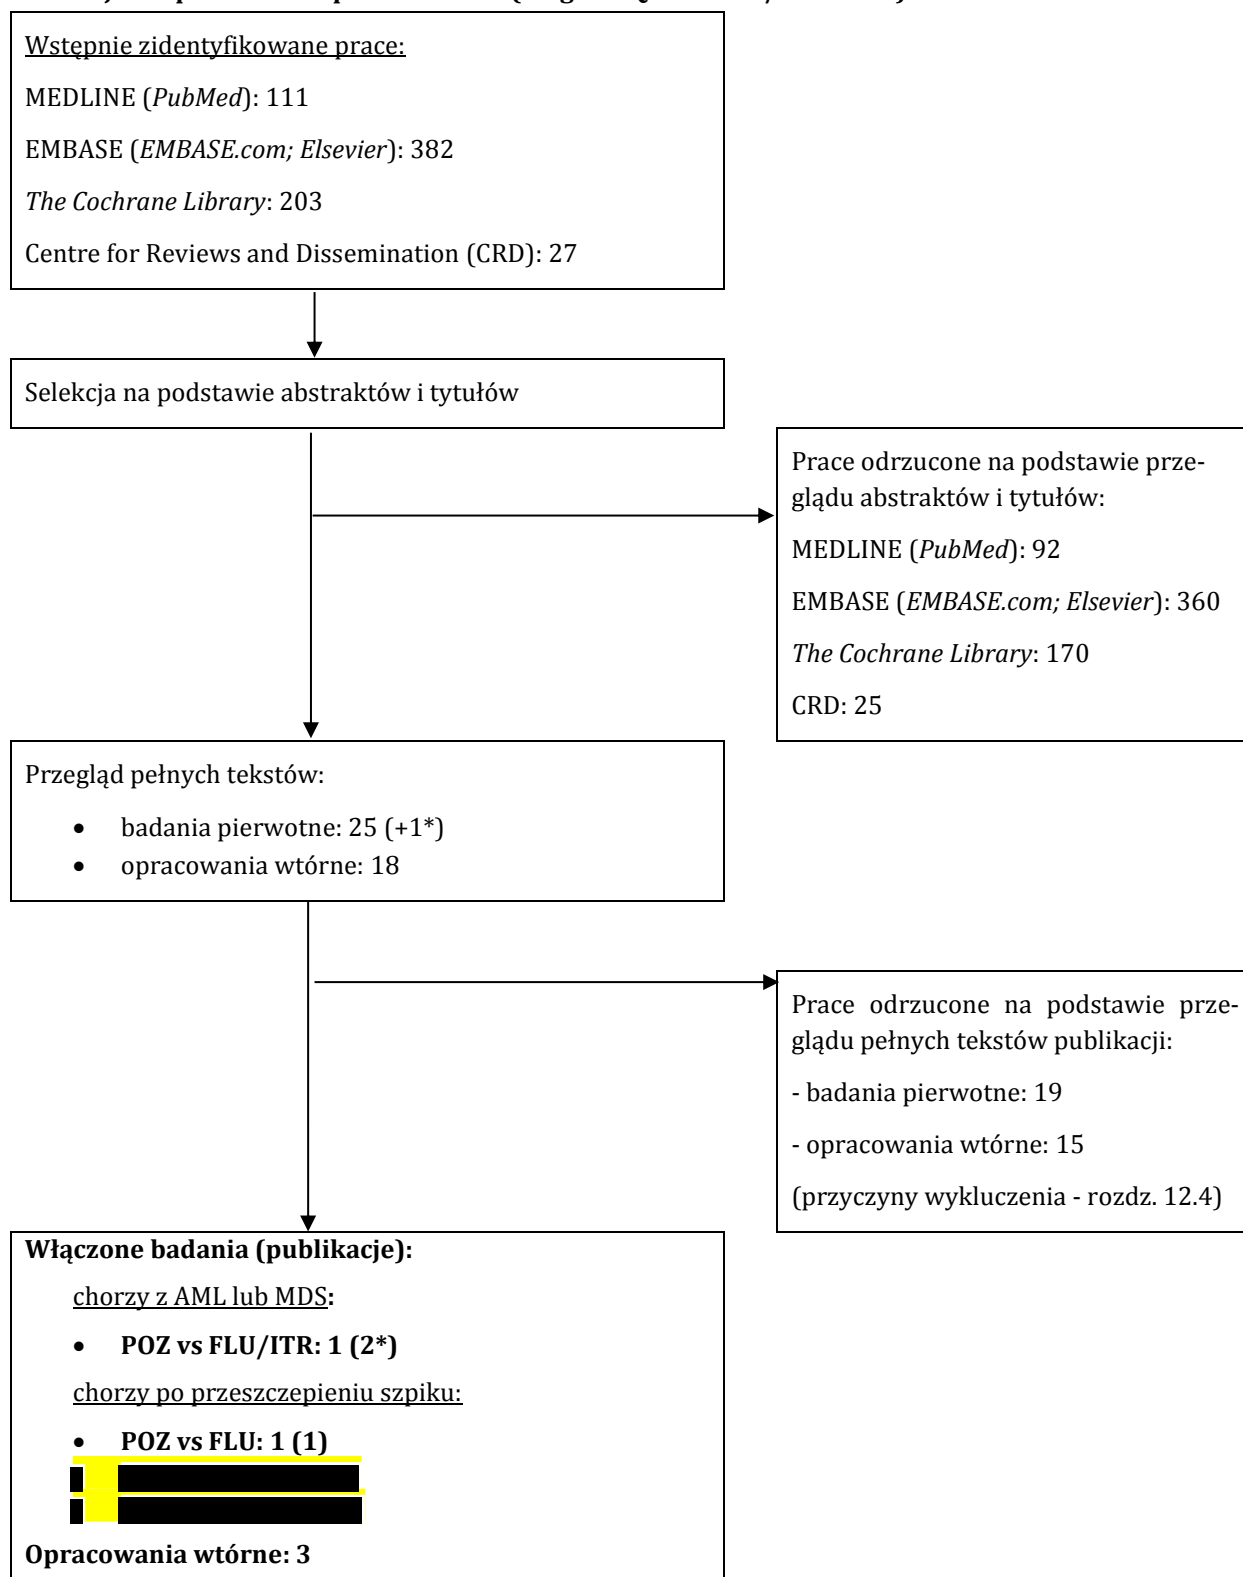 Wstępnie zidentyfikowane prace:
MEDLINE (PubMed): 111
EMBASE (EMBASE.com; Elsevier): 382
The Cochrane Library: 203
Centre for Reviews and Dissemination (CRD): 27
Selekcja na podstawie abstraktów i tytułów
Prace odrzucone na podstawie prze-
glądu abstraktów i tytułów:
MEDLINE (PubMed): 92
EMBASE (EMBASE.com; Elsevier): 360
The Cochrane Library: 170
CRD: 25
Przegląd pełnych tekstów:
• badania pierwotne: 25 (+1*)
• opracowania wtórne: 18
Prace odrzucone na podstawie prze-
glądu pełnych tekstów publikacji:
- badania pierwotne: 19
- opracowania wtórne: 15
(przyczyny wykluczenia - rozdz. 12.4)
Włączone badania (publikacje):
chorzy z AML lub MDS:
• POZ vs FLU/ITR: 1 (2*)
chorzy po przeszczepieniu szpiku:
• POZ vs FLU: 1 (1)
Opracowania wtórne: 3